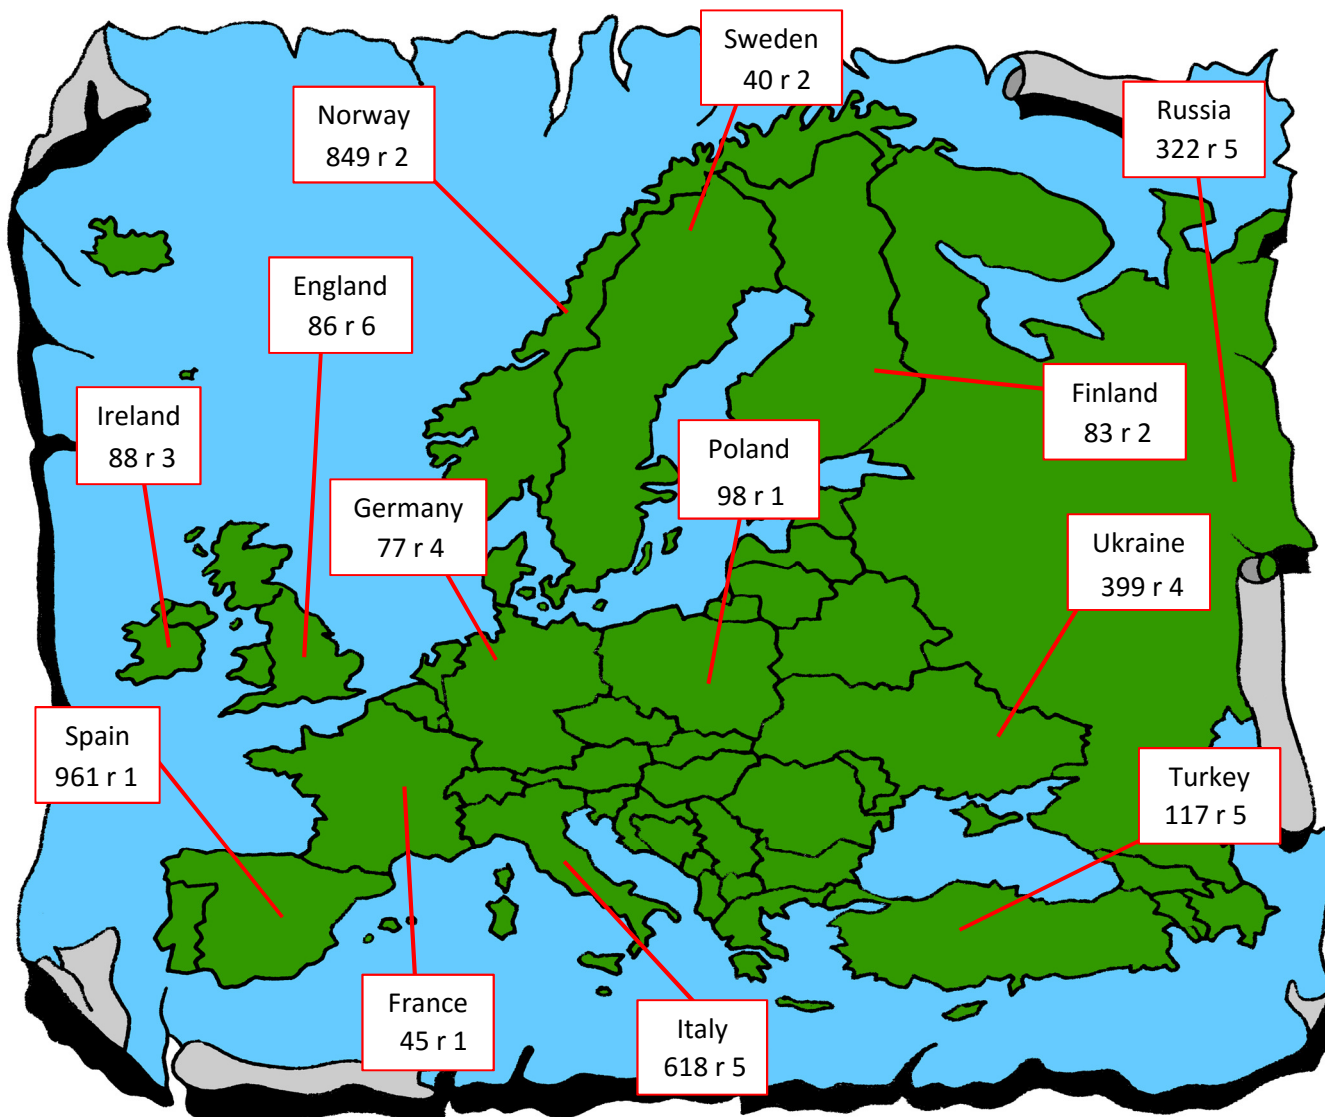 Sweden
40 r 2
Norway
849 r 2
Russia
322 r 5
England
86 r 6
Ireland
88 r 3
Finland
83 r 2
Poland
98 r 1
Germany
77 r 4
Ukraine
399 r 4
Spain
961 r 1
Turkey
117 r 5
France
45 r 1
Italy
618 r 5